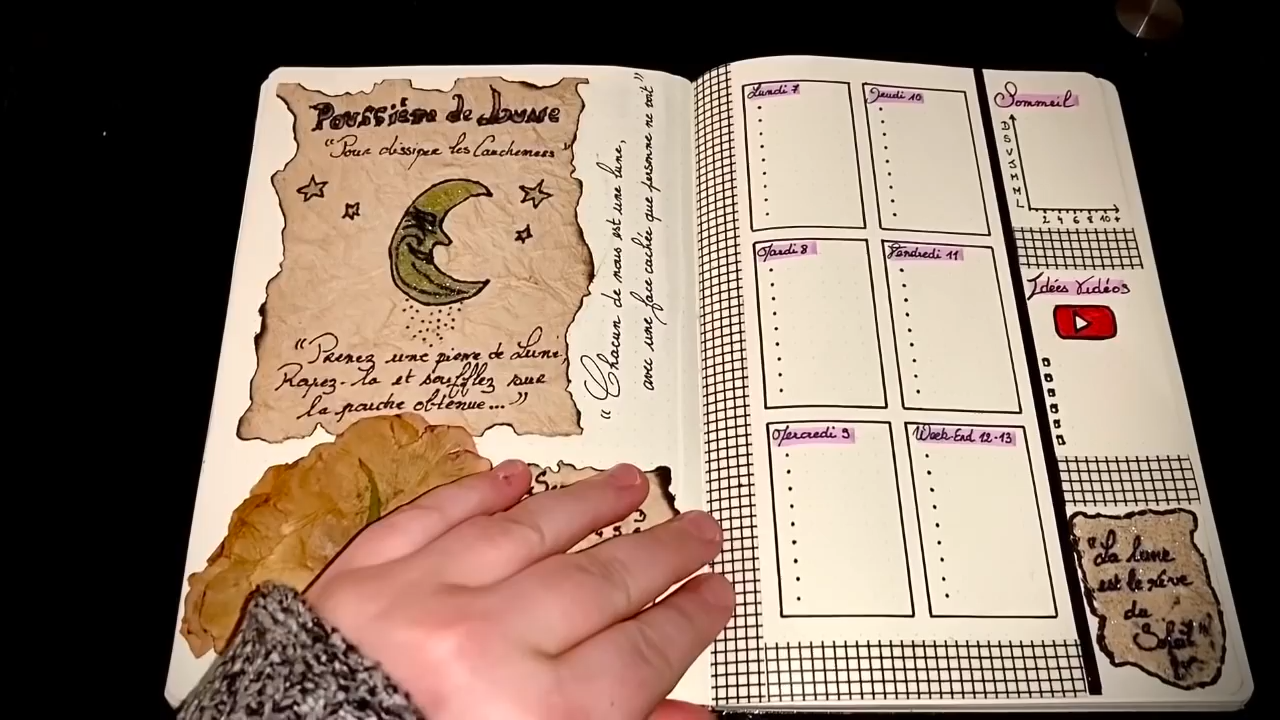 Poussière de Lune
"Pour dissiper les Cauchemars"
"Prenez une pierre de Lune,
Rapez-la et soufflez sur
la poudre obtenue..."
"Chacun de nous est une lune,
avec une face cachée que personne ne voit"
Lundi 7
Jeudi 10
Mardi 8
Vendredi 11
Mercredi 9
Week-End 12-13
Sommeil
D
S
V
J
M
M
L
2 4 6 8 10 +
Idées Vidéos
"La lune
est le rêve
du
Soleil"